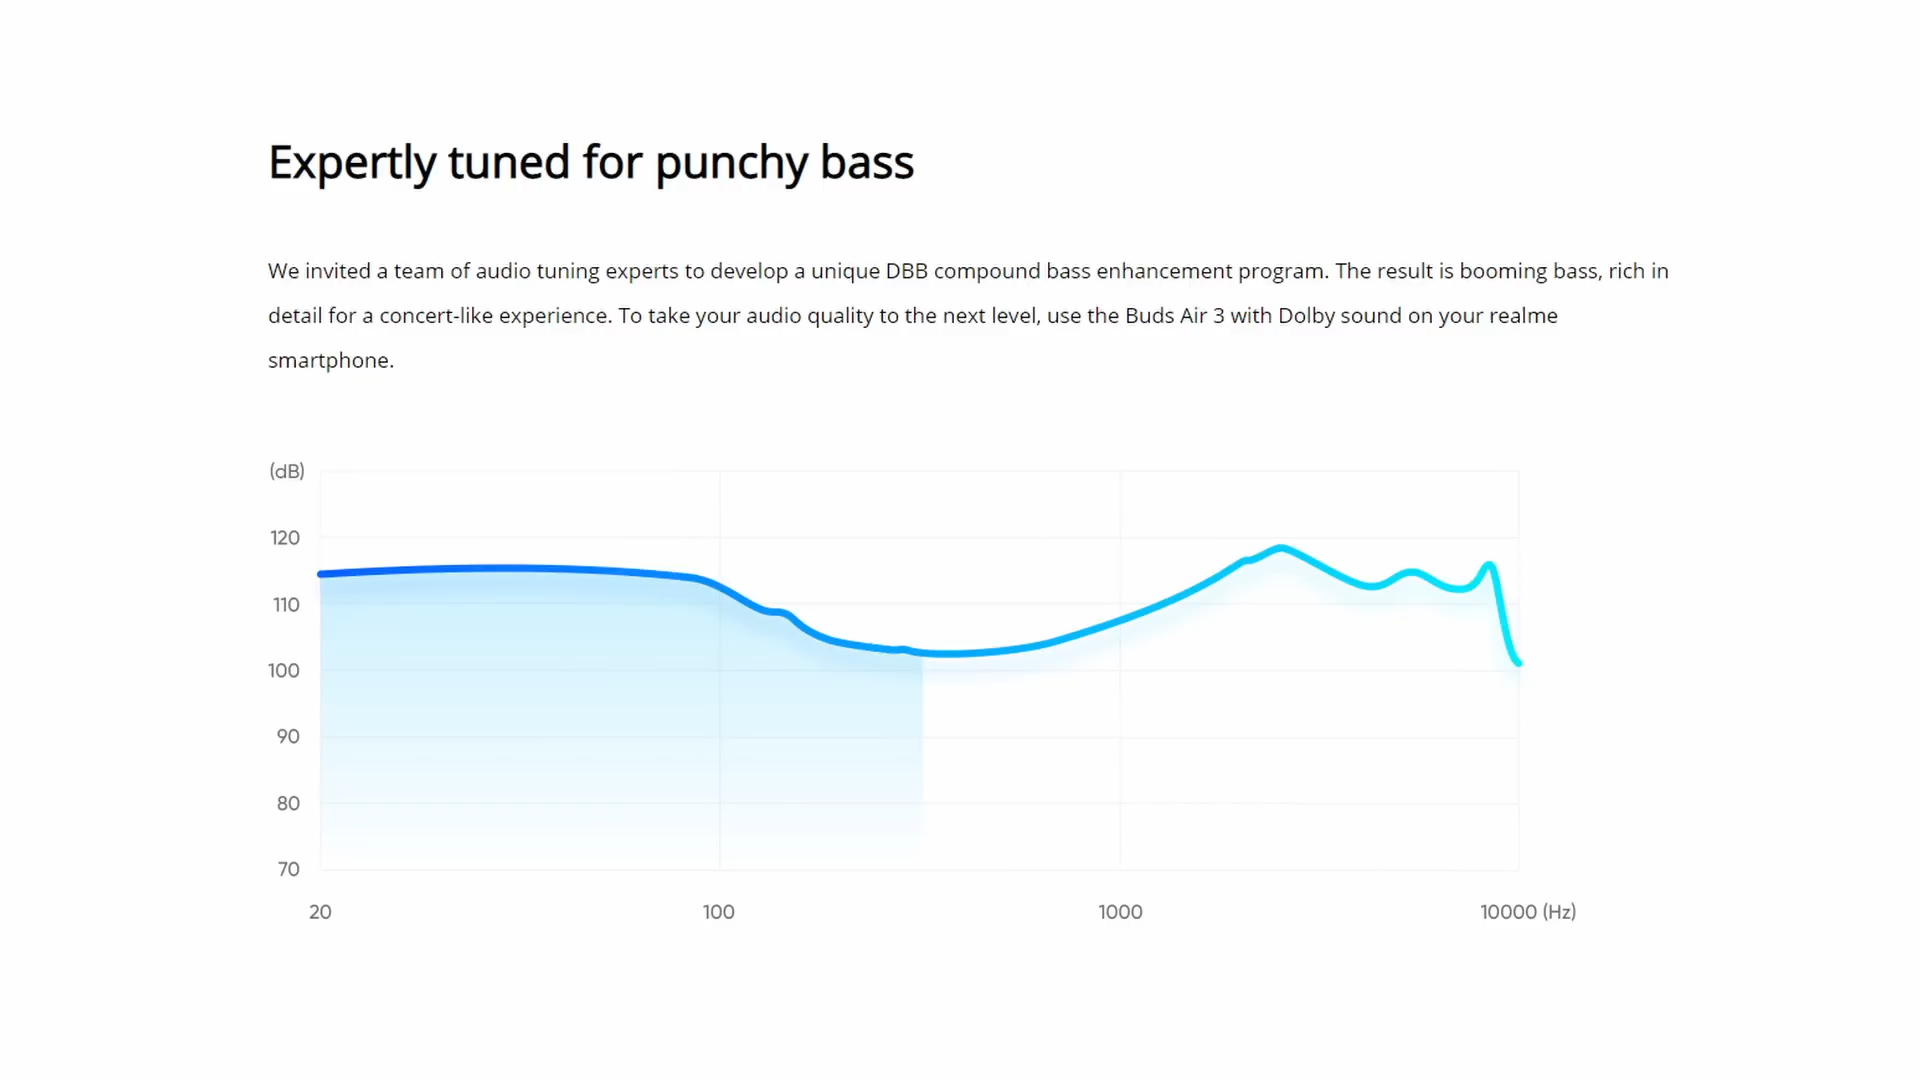 Expertly tuned for punchy bass
We invited a team of audio tuning experts to develop a unique DBB compound bass enhancement program. The result is booming bass, rich in
detail for a concert-like experience. To take your audio quality to the next level, use the Buds Air 3 with Dolby sound on your realme
smartphone.
(dB)
120
110
100
90
80
70
20 100 1000 10000 (Hz)